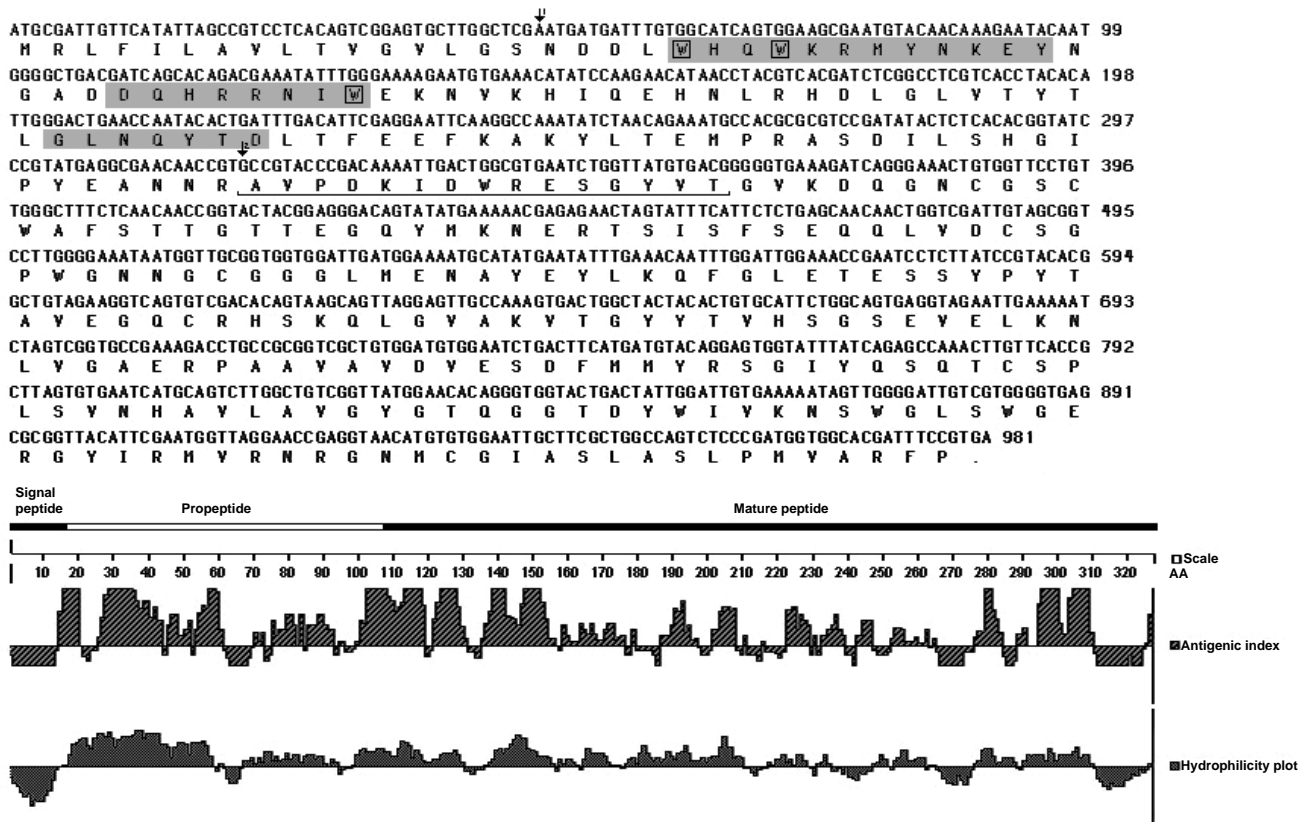 1
ATGCGATTGTTCATATTAGCCGTCCTCACAGTCGGAGTGCTTGGCTCGAATGATGATTTGTGGCATCAGTGGAAGCGAATGTACAACAAAGAATACAAT 99
M R L F I L A V L T V G V L G S N D D L W H Q W K R M Y N K E Y N
GGGGCTGACGATCAGCACAGACGAAATATTTGGGAAAAGAATGTGAAACATATCCAAGAACATAACCTACGTCACGATCTCGGCCTCGTCACCTACACA 198
G A D D Q H R R N I W E K N V K H I Q E H N L R H D L G L V T Y T
TTGGGACTGAACCAATACACTGATTTGACATTCGAGGAATTCAAGGCCAAATATCTAACAGAAATGCCACGCGCGTCCGATATACTCTCACACGGTATC 297
L G L N Q Y T D L T F E E F K A K Y L T E M P R A S D I L S H G I
2
CCGTATGAGGCGAACAACCGTGCCGTACCCGACAAAATTGACTGGCGTGAATCTGGTTATGTGACGGGGGTGAAAGATCAGGGAAACTGTGGTTCCTGT 396
P Y E A N N R A V P D K I D W R E S G Y V T G V K D Q G N C G S C
TGGGCTTTCTCAACAACCGGTACTACGGAGGGACAGTATATGAAAAACGAGAGAACTAGTATTTCATTCTCTGAGCAACAACTGGTCGATTGTAGCGGT 495
W A F S T T G T T E G Q Y M K N E R T S I S F S E Q Q L V D C S G
CCTTGGGGAAATAATGGTTGCGGTGGTGGATTGATGGAAAATGCATATGAATATTTGAAACAATTTGGATTGGAAACCGAATCCTCTTATCCGTACACG 594
P W G N N G C G G G L M E N A Y E Y L K Q F G L E T E S S Y P Y T
GCTGTAGAAGGTCAGTGTCGACACAGTAAGCAGTTAGGAGTTGCCAAAGTGACTGGCTACTACACTGTGCATTCTGGCAGTGAGGTAGAATTGAAAAAT 693
A V E G Q C R H S K Q L G V A K V T G Y Y T V H S G S E V E L K N
CTAGTCGGTGCCGAAAGACCTGCCGCGGTCGCTGTGGATGTGGAATCTGACTTCATGATGTACAGGAGTGGTATTTATCAGAGCCAAACTTGTTCACCG 792
L V G A E R P A A V A V D V E S D F M M Y R S G I Y Q S Q T C S P
CTTAGTGTGAATCATGCAGTCTTGGCTGTCGGTTATGGAACACAGGGTGGTACTGACTATTGGATTGTGAAAAATAGTTGGGGATTGTCGTGGGGTGAG 891
L S V N H A V L A V G Y G T Q G G T D Y W I V K N S W G L S W G E
CGCGGTTACATTCGAATGGTTAGGAACCGAGGTAACATGTGTGGAATTGCTTCGCTGGCCAGTCTCCCGATGGTGGCACGATTTCCGTGA 981
R G Y I R M V R N R G N M C G I A S L A S L P M V A R F P .
Signal peptide Propeptide Mature peptide
Scale AA
10 20 30 40 50 60 70 80 90 100 110 120 130 140 150 160 170 180 190 200 210 220 230 240 250 260 270 280 290 300 310 320
Antigenic index
Hydrophilicity plot